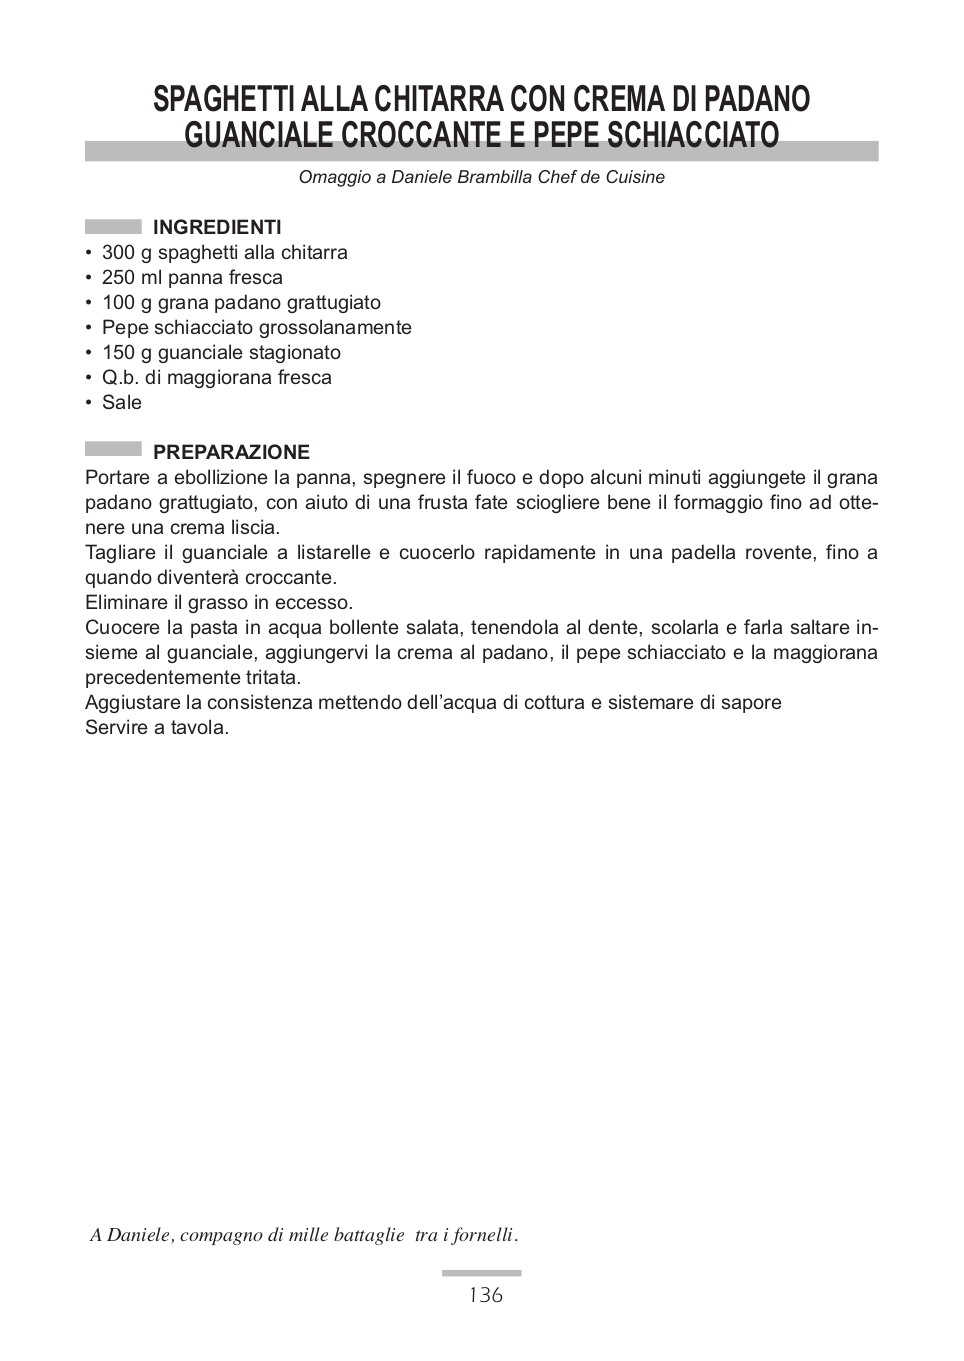 SPAGHETTI ALLA CHITARRA CON CREMA DI PADANO
GUANCIALE CROCCANTE E PEPE SCHIACCIATO
Omaggio a Daniele Brambilla Chef de Cuisine
INGREDIENTI
• 300 g spaghetti alla chitarra
• 250 ml panna fresca
• 100 g grana padano grattugiato
• Pepe schiacciato grossolanamente
• 150 g guanciale stagionato
• Q.b. di maggiorana fresca
• Sale
PREPARAZIONE
Portare a ebollizione la panna, spegnere il fuoco e dopo alcuni minuti aggiungete il grana
padano grattugiato, con aiuto di una frusta fate sciogliere bene il formaggio fino ad otte-
nere una crema liscia.
Tagliare il guanciale a listarelle e cuocerlo rapidamente in una padella rovente, fino a
quando diventerà croccante.
Eliminare il grasso in eccesso.
Cuocere la pasta in acqua bollente salata, tenendola al dente, scolarla e farla saltare in-
sieme al guanciale, aggiungervi la crema al padano, il pepe schiacciato e la maggiorana
precedentemente tritata.
Aggiustare la consistenza mettendo dell’acqua di cottura e sistemare di sapore
Servire a tavola.
A Daniele, compagno di mille battaglie tra i fornelli.
136